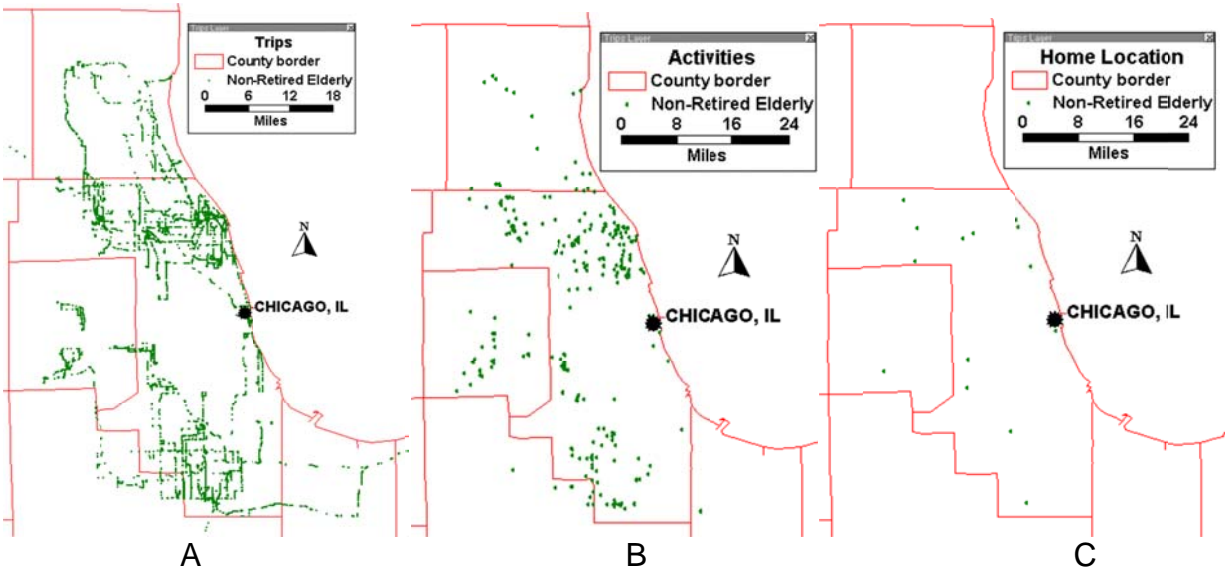 Trips Layer
Trips
County border
Non-Retired Elderly
0 6 12 18
Miles
N
CHICAGO, IL
A
Trips Layer
Activities
County border
Non-Retired Elderly
0 8 16 24
Miles
N
CHICAGO, IL
B
Trips Layer
Home Location
County border
Non-Retired Elderly
0 8 16 24
Miles
N
CHICAGO, IL
C